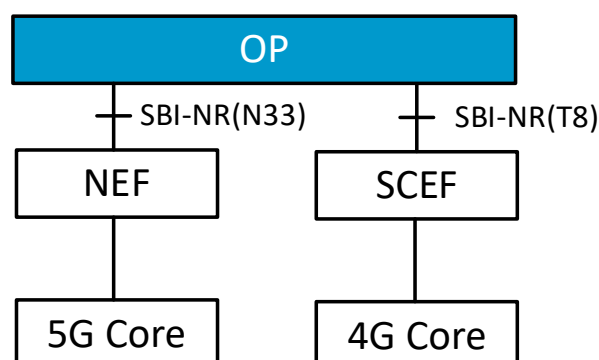 OP
SBI-NR(N33)
SBI-NR(T8)
NEF
SCEF
5G Core
4G Core